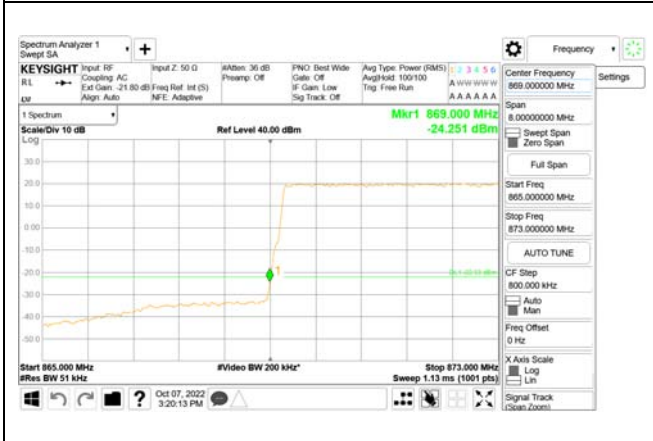 Spectrum Analyzer 1
Swept SA
Frequency
KEYSIGHT
RL
Input: RF
Coupling: AC
Ext Gain: -21.80 dB
Align: Auto
Input Z: 50 Ω
Freq Ref: Int (S)
NFE: Adaptive
#Atten: 36 dB
Preamp: Off
PNO: Best Wide
Gate: Off
IF Gain: Low
Sig Track: Off
Avg Type: Power (RMS)
Avg|Hold: 100/100
Trig: Free Run
1 2 3 4 5 6
A W W W W W
A A A A A A
1 Spectrum
Scale/Div 10 dB
Log
Ref Level 40.00 dBm
Mkr1 869.000 MHz
-24.251 dBm
30.0
20.0
10.0
0.00
-10.0
-20.0
-30.0
-40.0
-50.0
1
Start 865.000 MHz
#Res BW 51 kHz
#Video BW 200 kHz*
Stop 873.000 MHz
Sweep 1.13 ms (1001 pts)
?
Oct 07, 2022
3:20:13 PM
Center Frequency
869.000000 MHz
Settings
Span
8.00000000 MHz
Swept Span
Zero Span
Full Span
Start Freq
865.000000 MHz
Stop Freq
873.000000 MHz
AUTO TUNE
CF Step
800.000 kHz
Auto
Man
Freq Offset
0 Hz
X Axis Scale
Log
Lin
Signal Track
(Span Zoom)